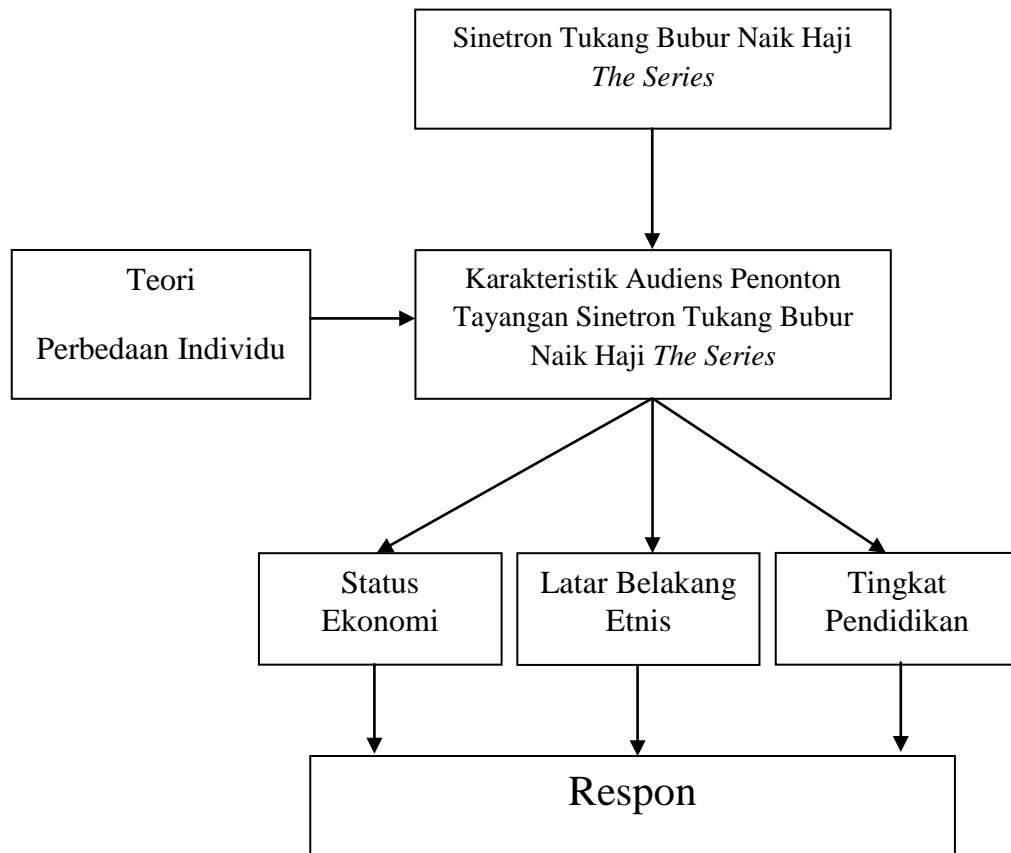 Sinetron Tukang Bubur Naik Haji
The Series
Teori
Perbedaan Individu
Karakteristik Audiens Penonton
Tayangan Sinetron Tukang Bubur
Naik Haji The Series
Status
Ekonomi
Latar Belakang
Etnis
Tingkat
Pendidikan
Respon